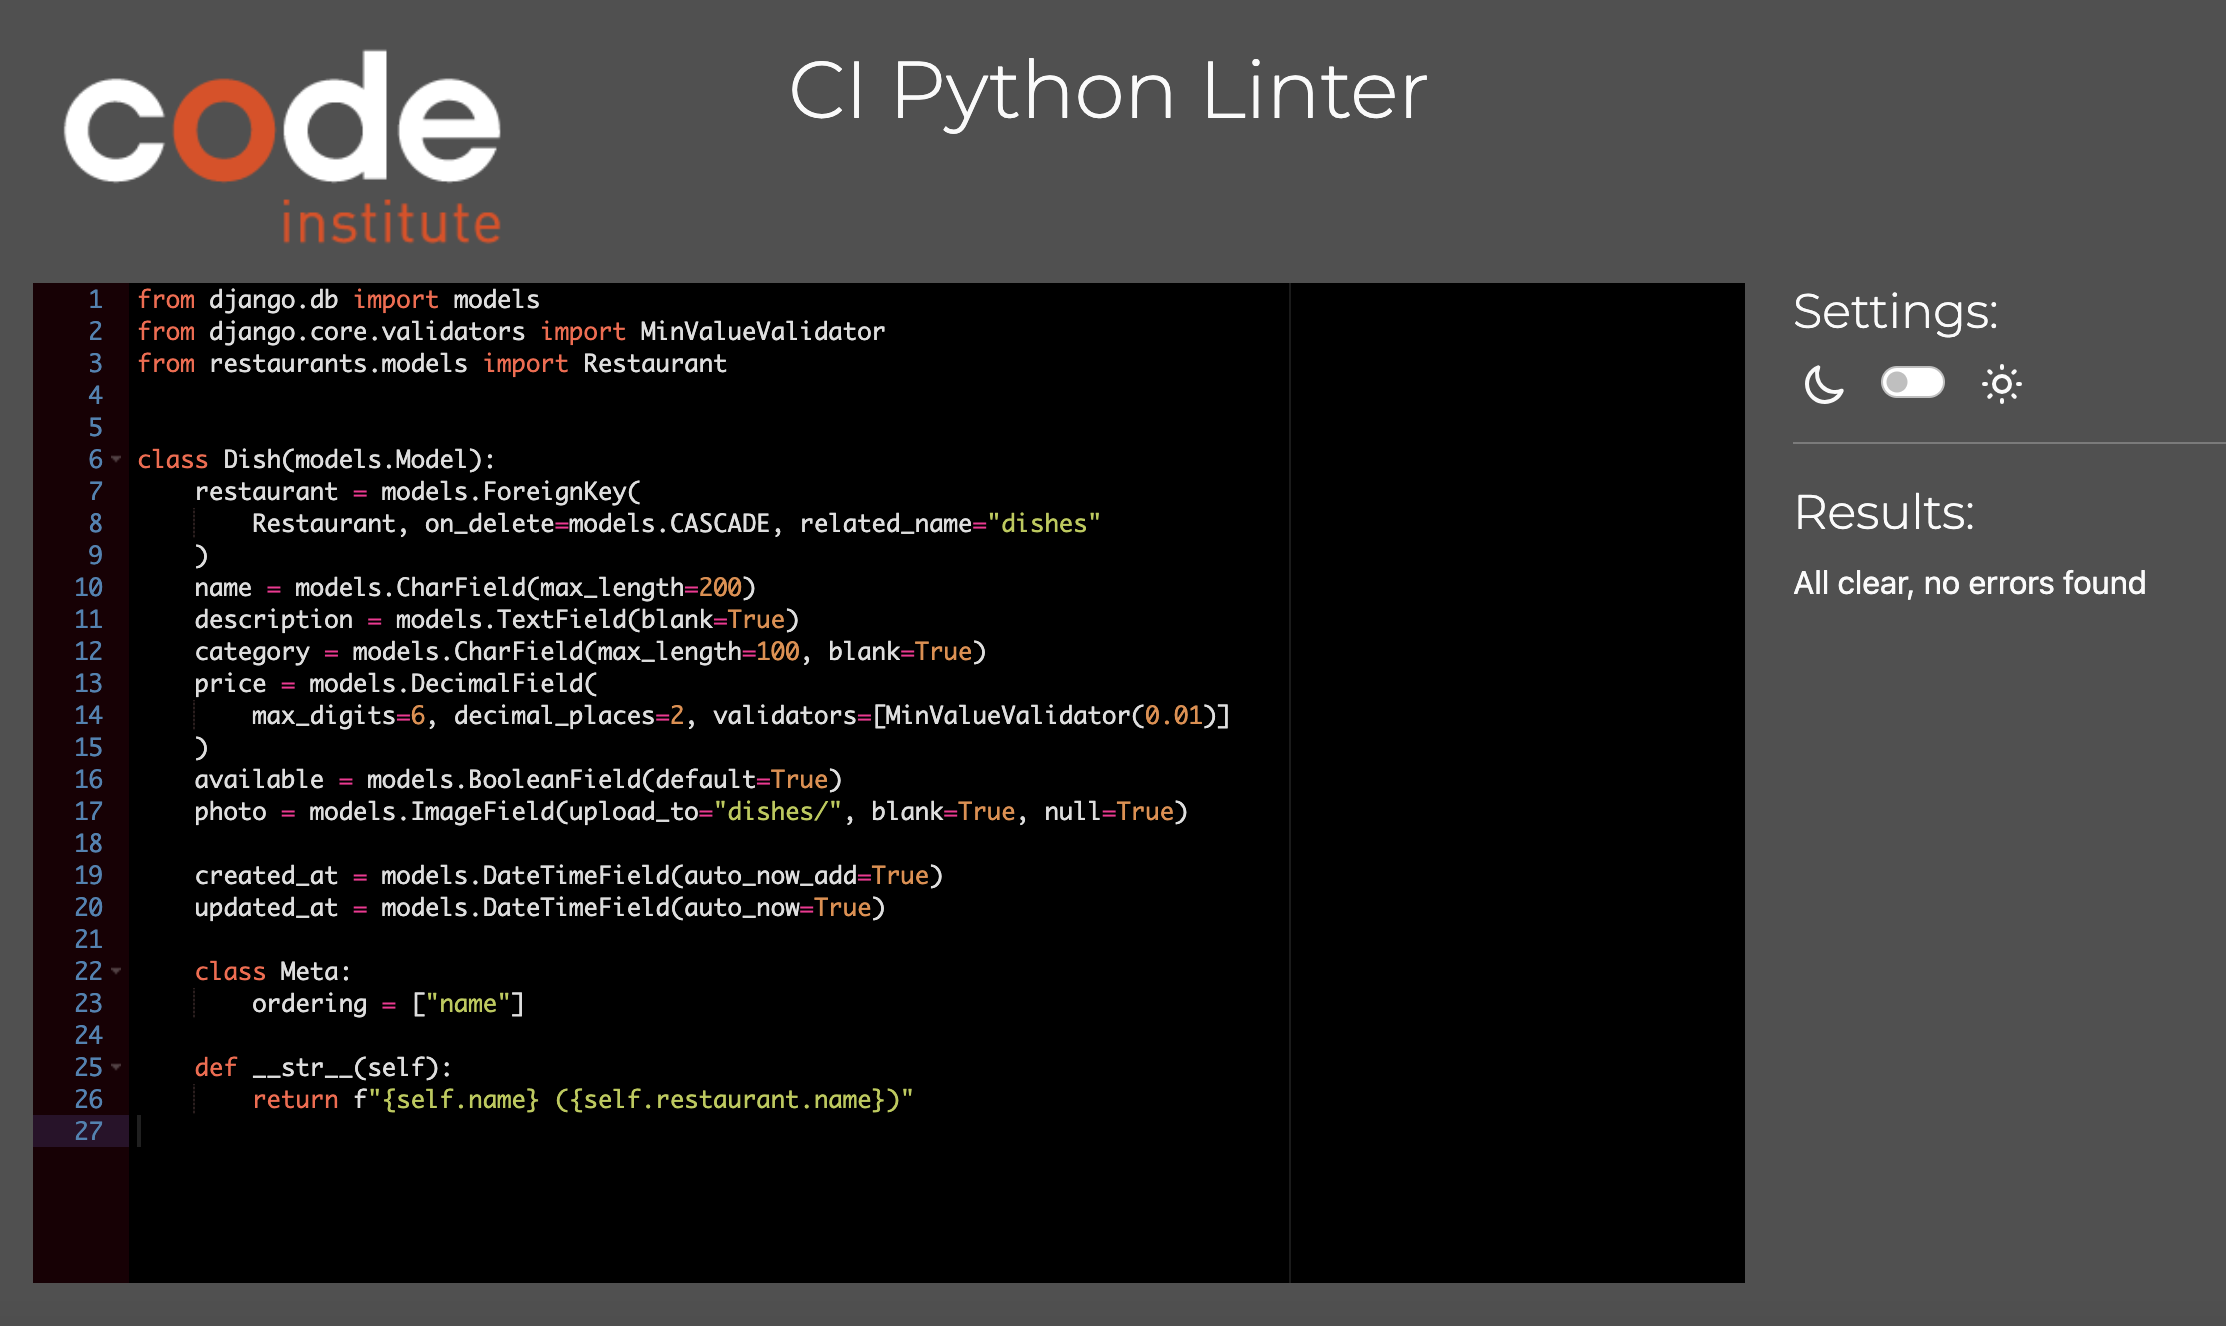 code
institute
CI Python Linter
1 from django.db import models
2 from django.core.validators import MinValueValidator
3 from restaurants.models import Restaurant
4
5
6 class Dish(models.Model):
7     restaurant = models.ForeignKey(
8         Restaurant, on_delete=models.CASCADE, related_name="dishes"
9     )
10     name = models.CharField(max_length=200)
11     description = models.TextField(blank=True)
12     category = models.CharField(max_length=100, blank=True)
13     price = models.DecimalField(
14         max_digits=6, decimal_places=2, validators=[MinValueValidator(0.01)]
15     )
16     available = models.BooleanField(default=True)
17     photo = models.ImageField(upload_to="dishes/", blank=True, null=True)
18
19     created_at = models.DateTimeField(auto_now_add=True)
20     updated_at = models.DateTimeField(auto_now=True)
21
22     class Meta:
23         ordering = ["name"]
24
25     def __str__(self):
26         return f"{self.name} ({self.restaurant.name})"
27
Settings:
Results:
All clear, no errors found